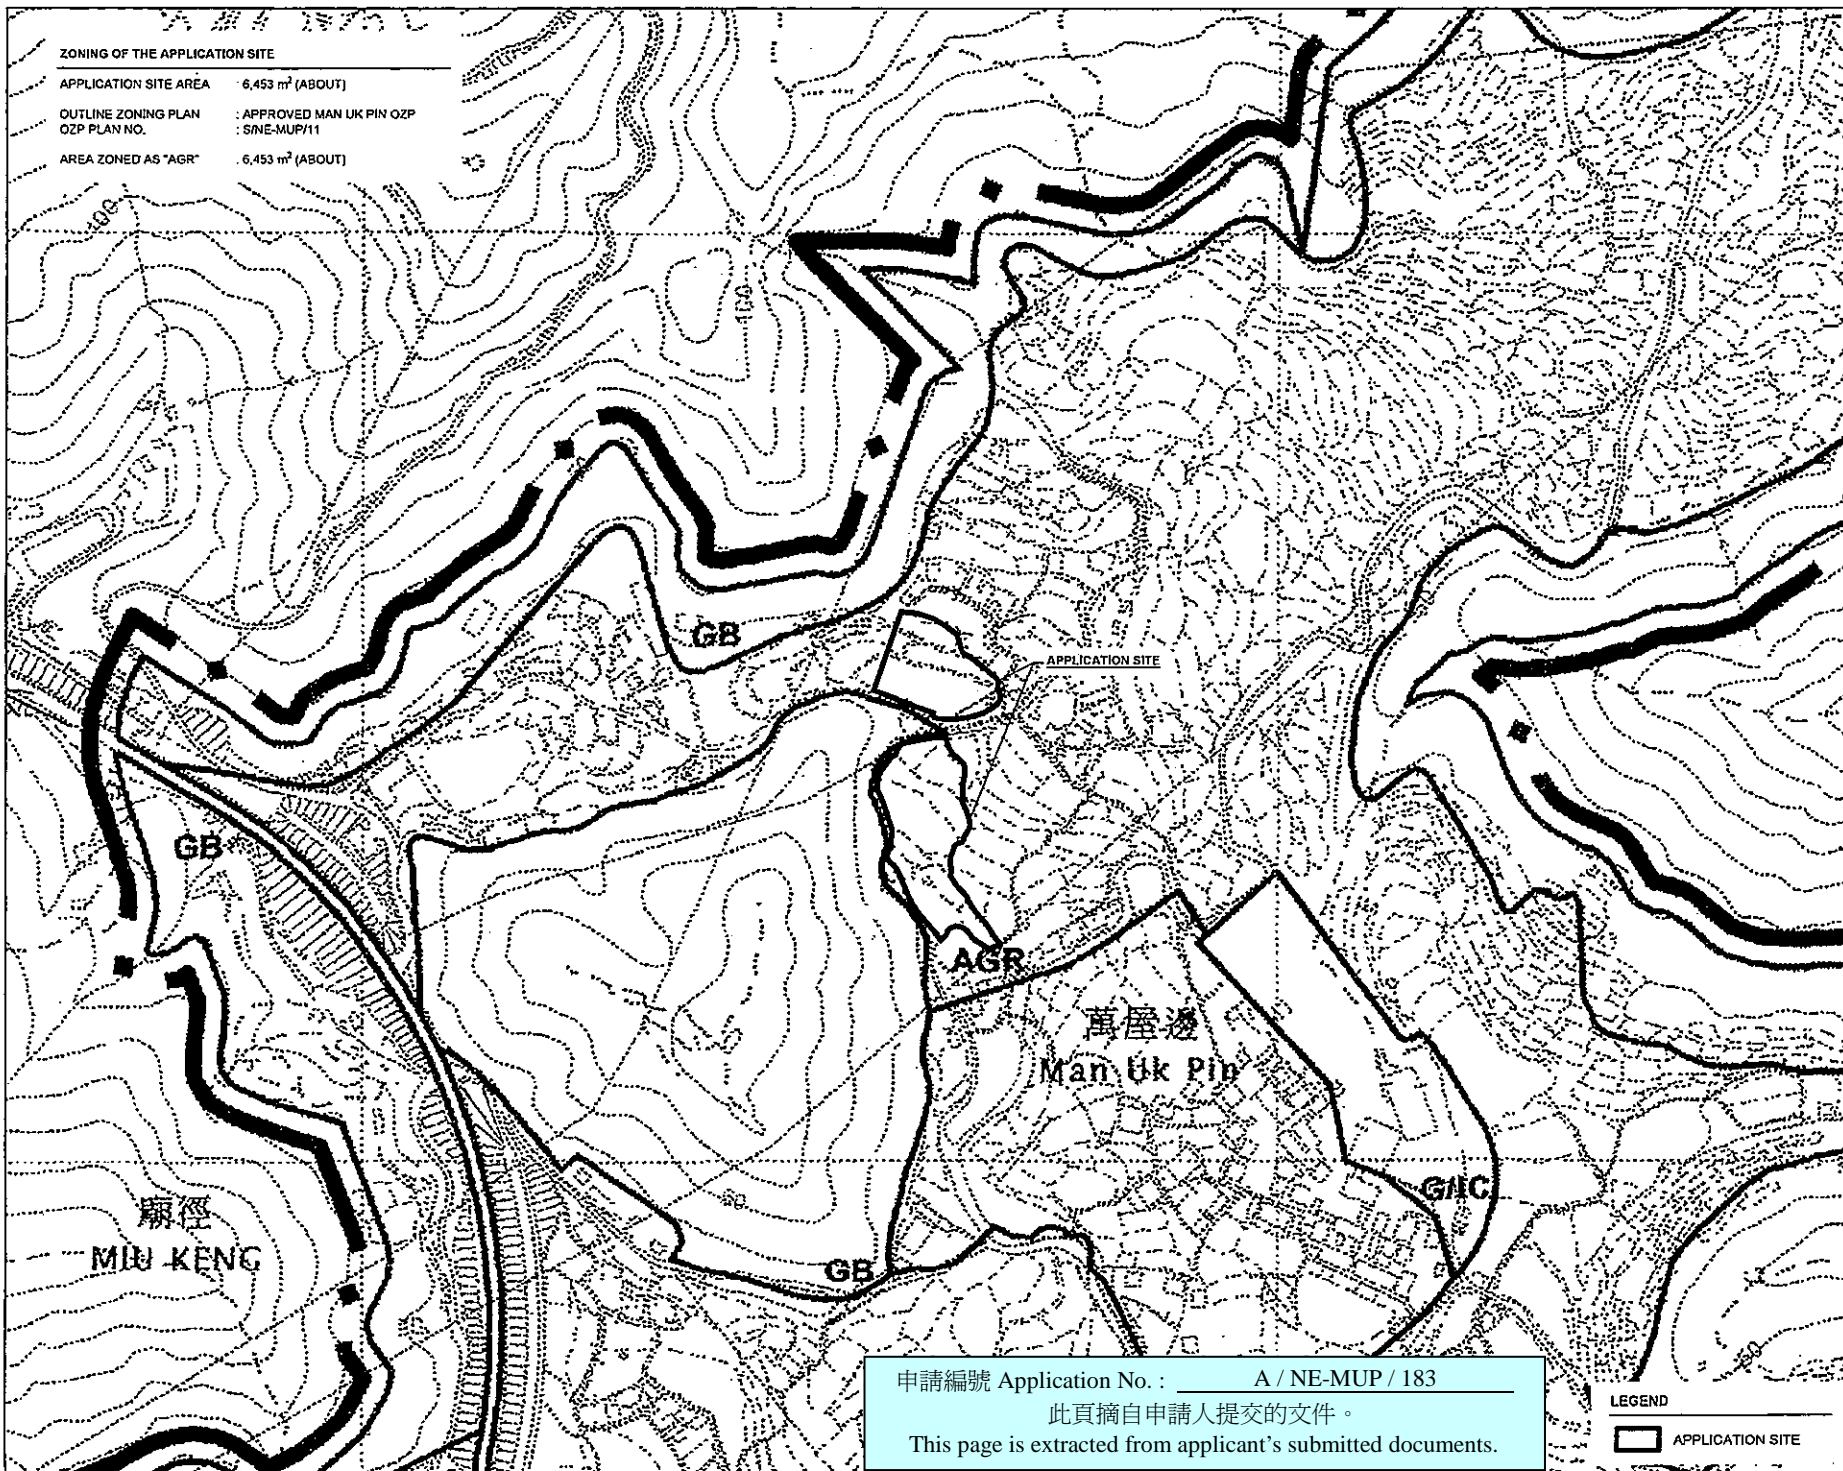 ZONING OF THE APPLICATION SITE
APPLICATION SITE AREA : 6,453 m² (ABOUT)
OUTLINE ZONING PLAN : APPROVED MAN UK PIN OZP
OZP PLAN NO. : S/NE-MUP/11
AREA ZONED AS "AGR" : 6,453 m² (ABOUT)
100
100
GB
APPLICATION SITE
GB
AGR
萬屋邊
Man Uk Pin
G/IC
50
廟徑
MIU KENG
GB
50
申請編號 Application No. : A / NE-MUP / 183
此頁摘自申請人提交的文件。
This page is extracted from applicant's submitted documents.
LEGEND
APPLICATION SITE